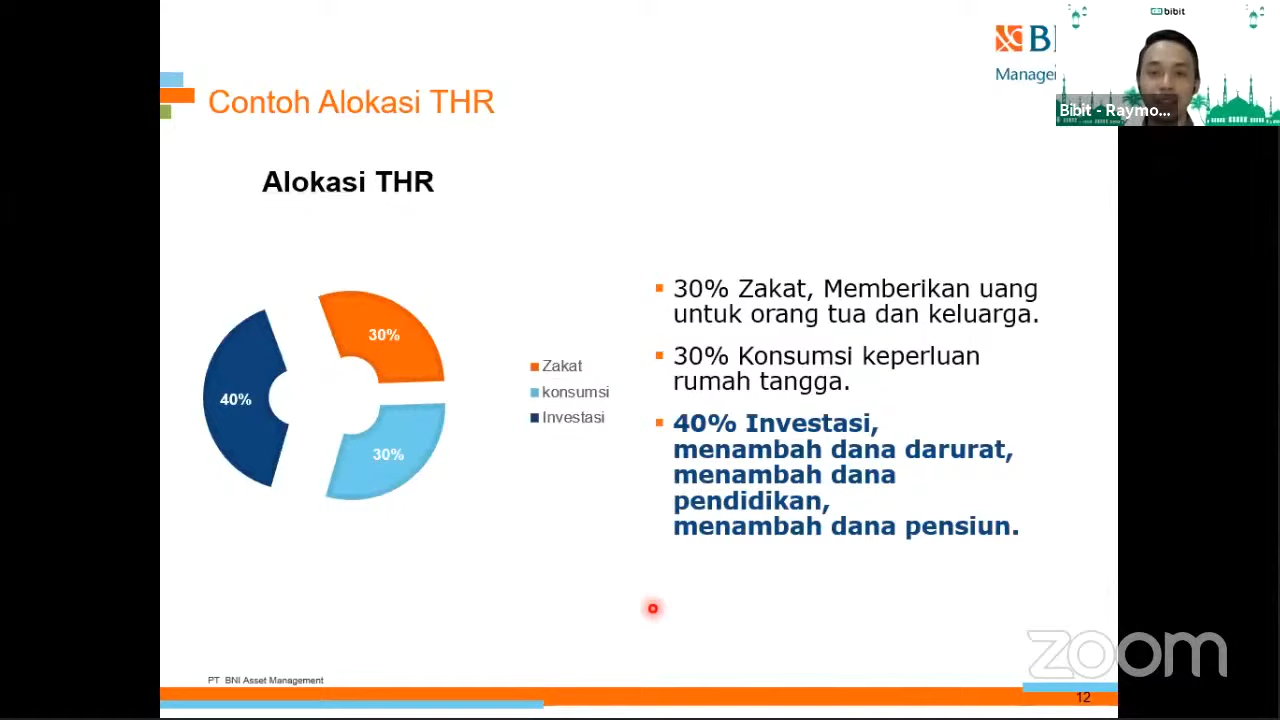 bibit
BI
Manage
Bibit - Raymo...
Contoh Alokasi THR
Alokasi THR
30%
40%
30%
Zakat
konsumsi
Investasi
30% Zakat, Memberikan uang
untuk orang tua dan keluarga.
30% Konsumsi keperluan
rumah tangga.
40% Investasi,
menambah dana darurat,
menambah dana
pendidikan,
menambah dana pensiun.
zoom
PT BNI Asset Management
12